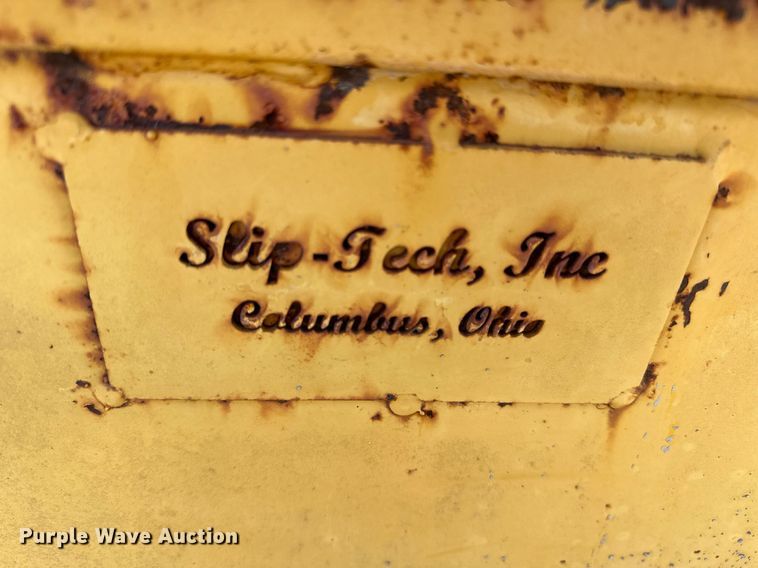 Slip-Tech, Inc
Columbus, Ohio
Purple Wave Auction